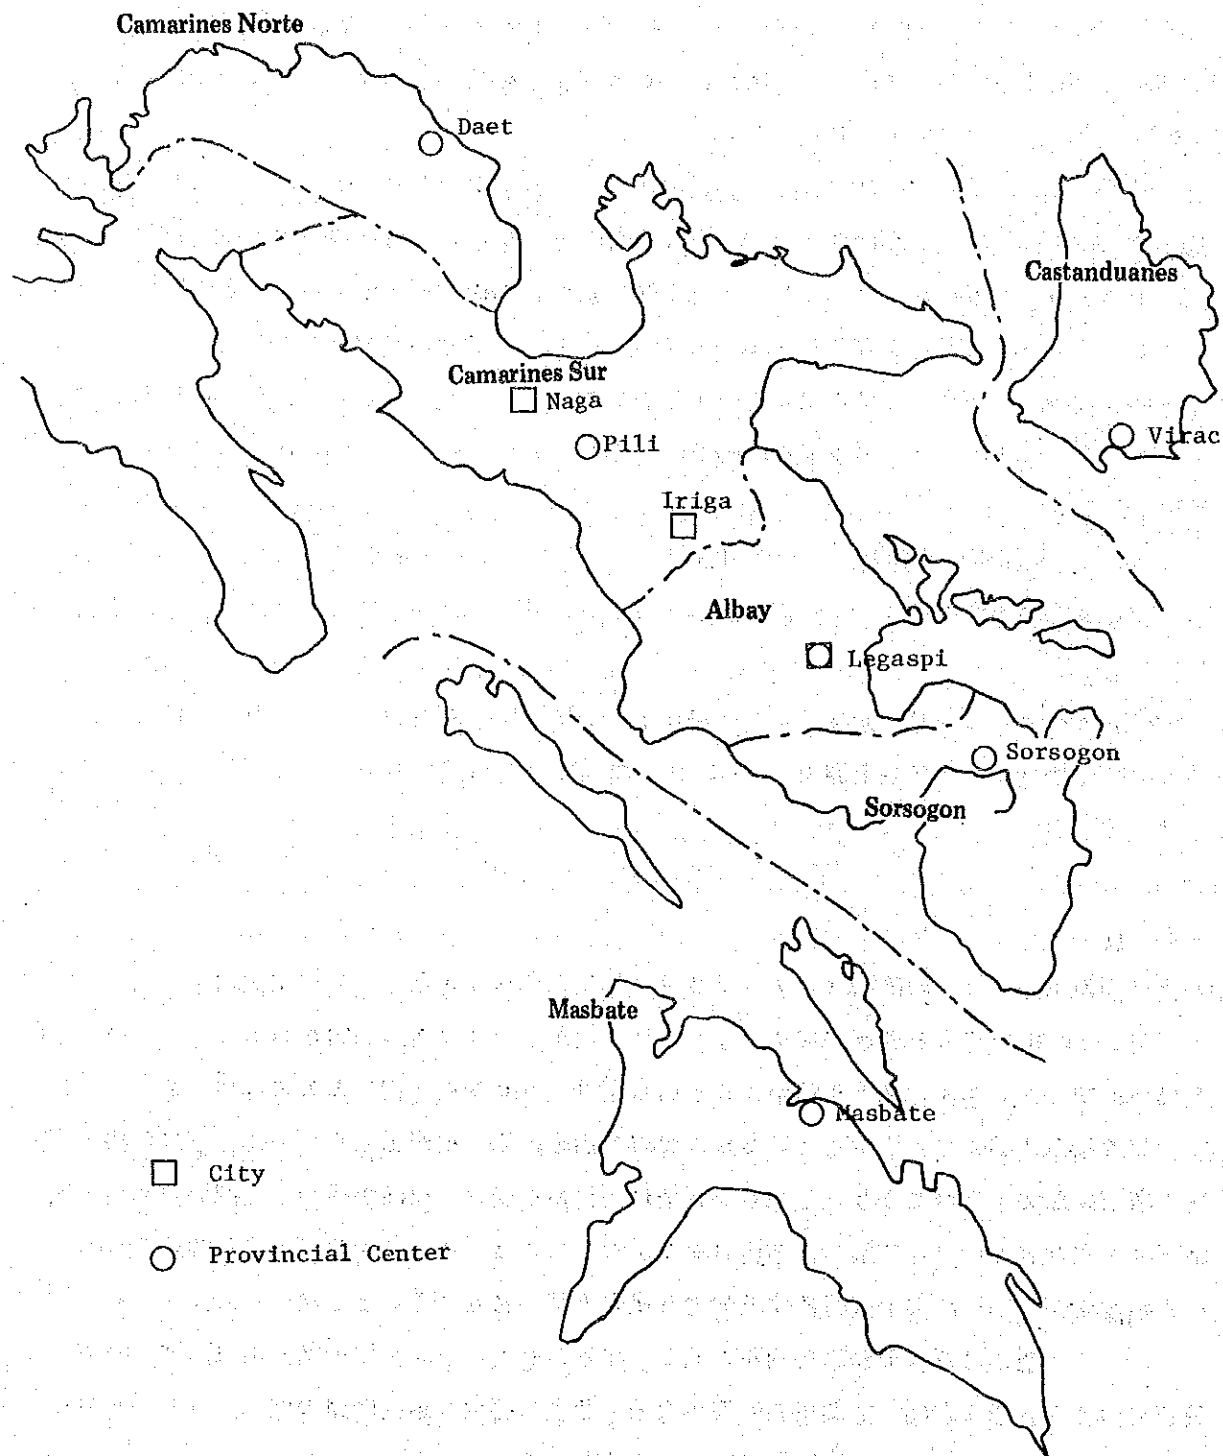 Camarines Norte
Daet
Castanduanes
Camarines Sur
Naga
Virac
Pili
Iriga
Albay
Legaspi
Sorsogon
Sorsogon
Masbate
Masbate
City
Provincial Center